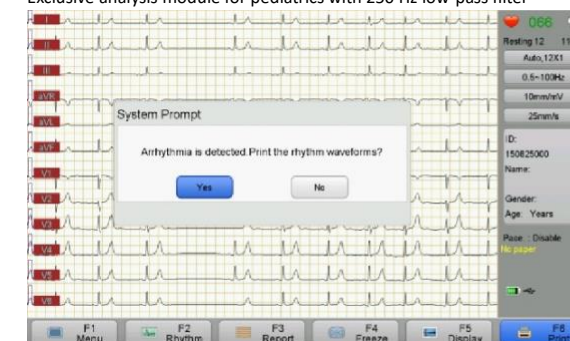 Exclusive analysis module for pediatrics with 250 Hz low-pass filter
I
066
II
Resting 12 11
Auto,12X1
III
0.5~100Hz
aVR
10mm/mV
aVL
25mm/s
System Prompt
Arrhythmia is detected.Print the rhythm waveforms?
Yes
No
aVF
ID:
150825000
Name:
V1
V2
Gender:
Age: Years
V3
V4
Pace : Disable
No paper
V5
V6
F1
Menu
F2
Rhythm
F3
Report
F4
Freeze
F5
Display
F6
Print